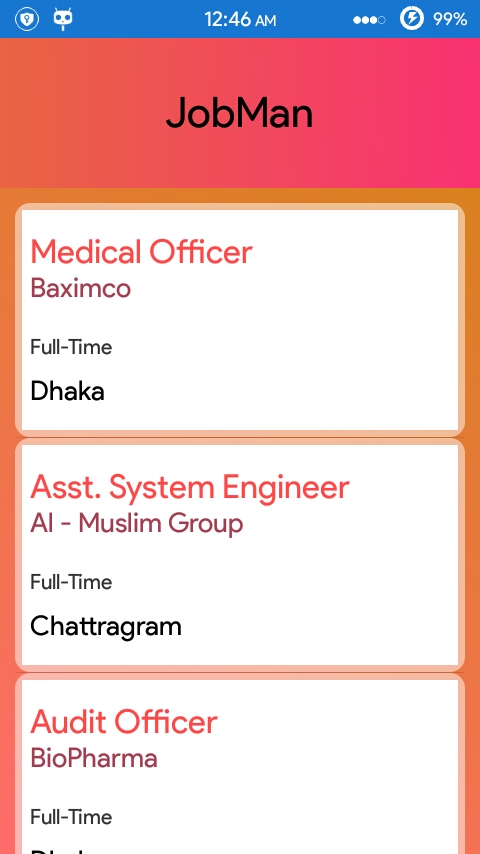 12:46 AM
99%
JobMan
Medical Officer
Baximco
Full-Time
Dhaka
Asst. System Engineer
Al - Muslim Group
Full-Time
Chattragram
Audit Officer
BioPharma
Full-Time